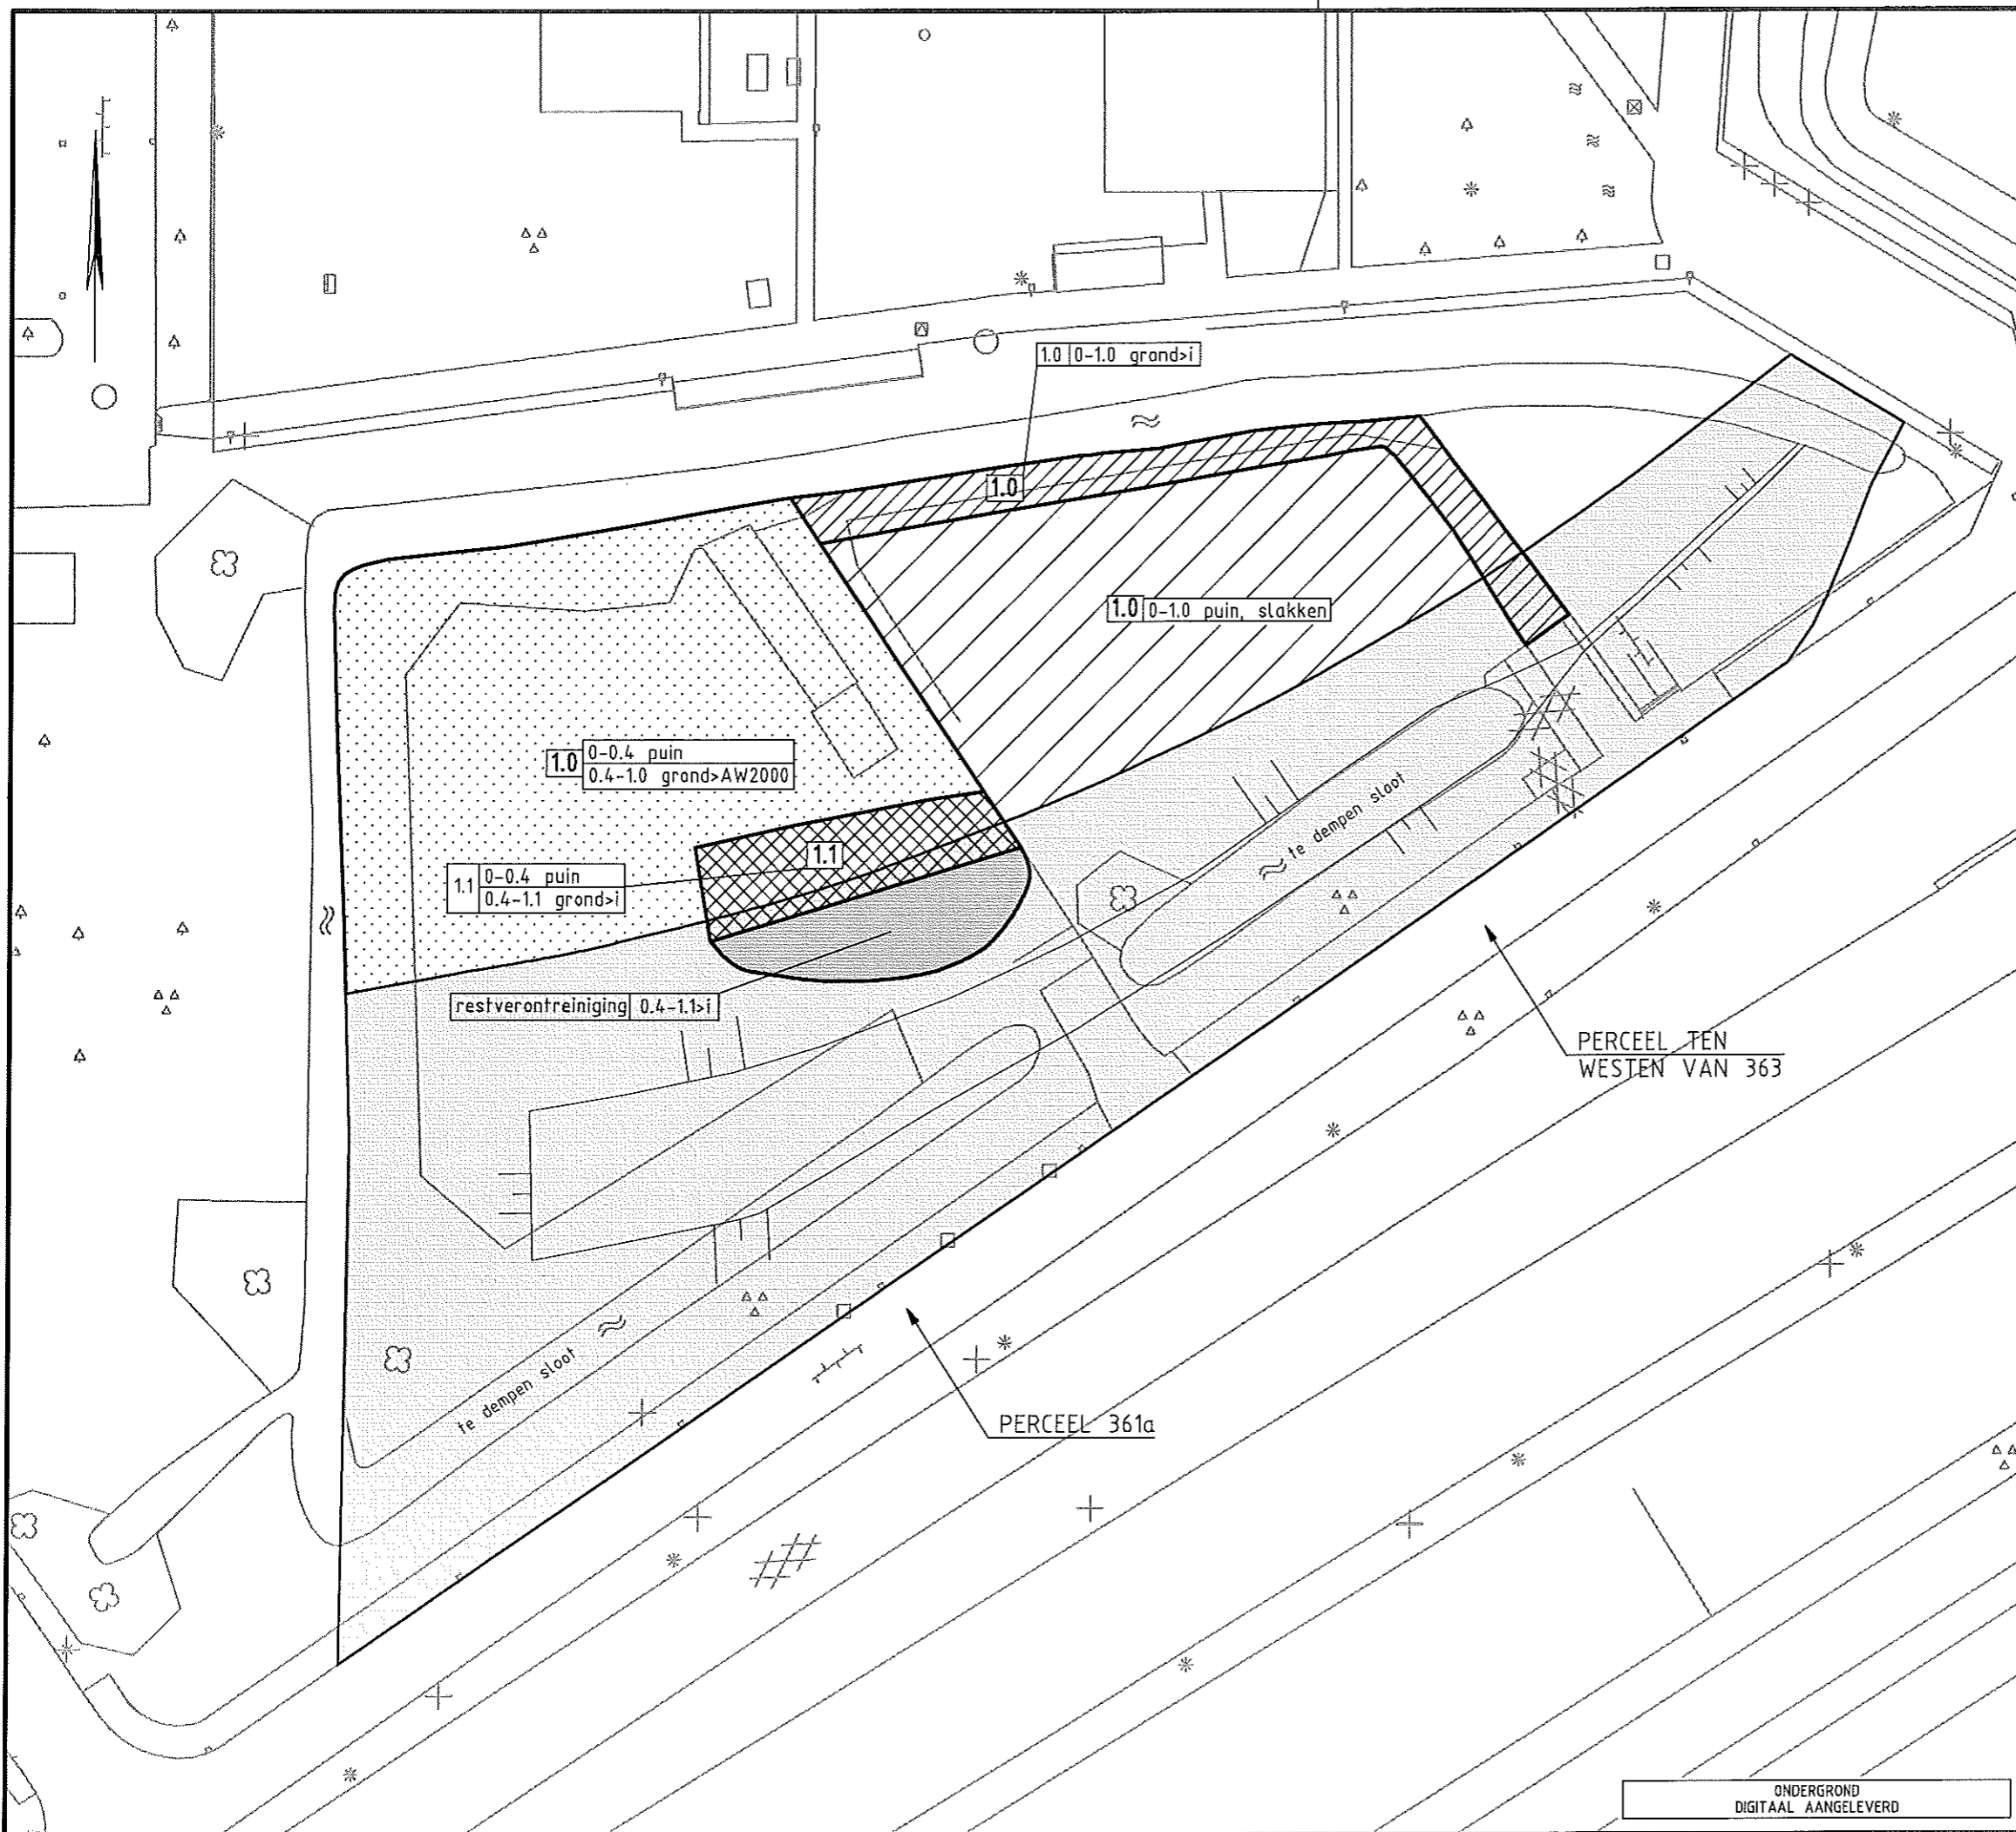 1.0 0-1.0 grond>i
1.0
1.0 0-1.0 puin, slakken
1.0 0-0.4 puin
0.4-1.0 grond>AW2000
1.1
1.1 0-0.4 puin
0.4-1.1 grond>i
te dempen sloot
restverontreiniging 0.4-1.1>i
PERCEEL TEN
WESTEN VAN 363
te dempen sloot
PERCEEL 361a
ONDERGROND
DIGITAAL AANGELEVERD